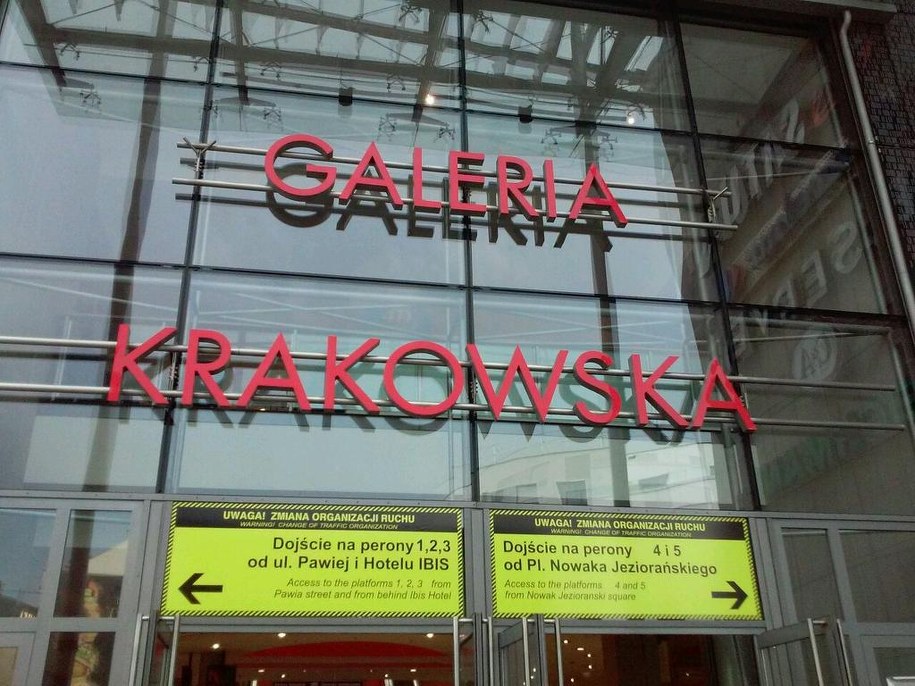 GALERIA
KRAKOWSKA
UWAGA! ZMIANA ORGANIZACJI RUCHU
WARNING! CHANGE OF TRAFFIC ORGANIZATION
Dojście na perony 1,2,3
od ul. Pawiej i Hotelu IBIS
Access to the platforms 1, 2, 3 from
Pawia street and from behind Ibis Hotel
UWAGA! ZMIANA ORGANIZACJI RUCHU
WARNING! CHANGE OF TRAFFIC ORGANIZATION
Dojście na perony 4 i 5
od Pl. Nowaka Jeziorańskiego
Access to the platforms 4 and 5
from Nowak Jezioranski square